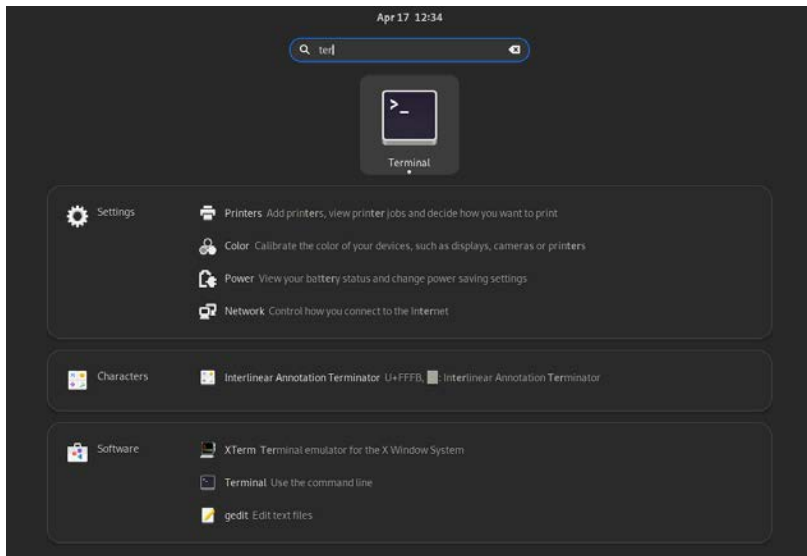 Apr 17 12:34
ter
>_
Terminal
Settings
Printers Add printers, view printer jobs and decide how you want to print
Color Calibrate the color of your devices, such as displays, cameras or printers
Power View your battery status and change power saving settings
Network Control how you connect to the Internet
Characters
Interlinear Annotation Terminator U+FFFB, : Interlinear Annotation Terminator
Software
XTerm Terminal emulator for the X Window System
Terminal Use the command line
gedit Edit text files